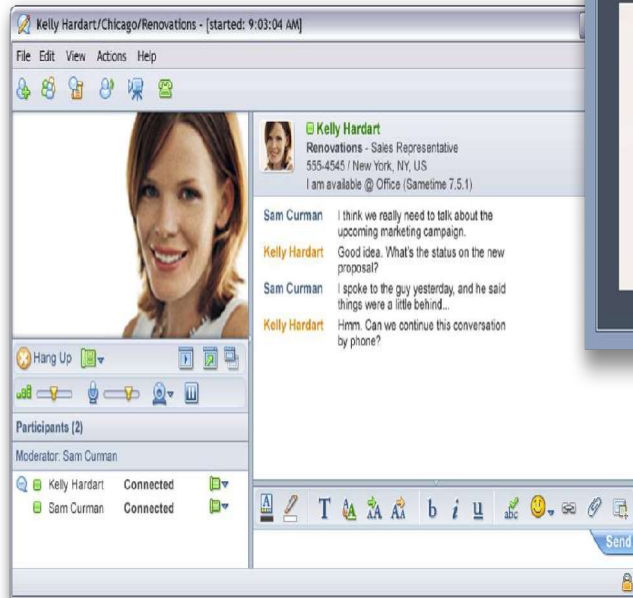 Kelly Hardart/Chicago/Renovations - [started: 9:03:04 AM]
File Edit View Actions Help
Kelly Hardart
Renovations - Sales Representative
555-4545 / New York, NY, US
I am available @ Office (Sametime 7.5.1)
Sam Curman I think we really need to talk about the
upcoming marketing campaign.
Kelly Hardart Good idea. What's the status on the new
proposal?
Sam Curman I spoke to the guy yesterday, and he said
things were a little behind...
Kelly Hardart Hmm. Can we continue this conversation
by phone?
Hang Up
Participants (2)
Moderator: Sam Curman
Kelly Hardart Connected
Sam Curman Connected
A T A AA AA b i u abc
Send